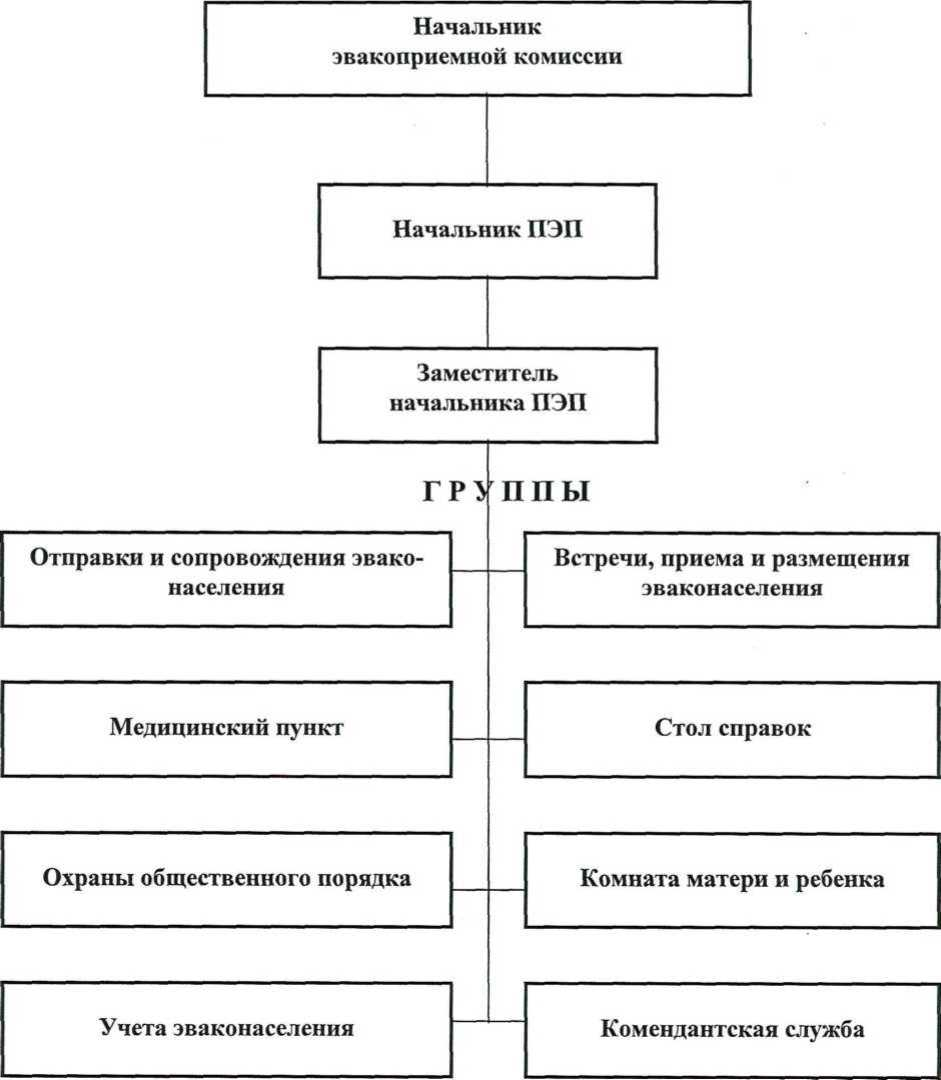 Начальник
эвакоприемной комиссии
Начальник ПЭП
Заместитель
начальника ПЭП
ГРУППЫ
Отправки и сопровождения эвако-
населения
Встречи, приема и размещения
эваконаселения
Медицинский пункт
Стол справок
Охраны общественного порядка
Комната матери и ребенка
Учета эваконаселения
Комендантская служба